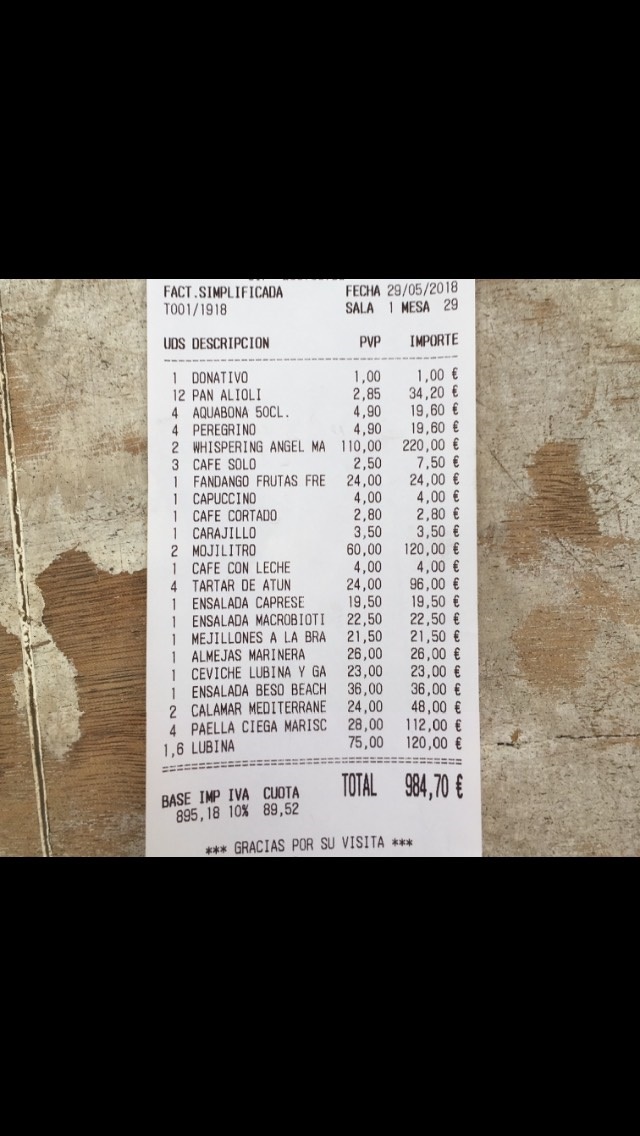 FACT.SIMPLIFICADA FECHA 29/05/2018
T001/1918 SALA 1 MESA 29
UDS DESCRIPCION PVP IMPORTE
1 DONATIVO 1,00 1,00 €
12 PAN ALIOLI 2,85 34,20 €
4 AQUABONA 50CL. 4,90 19,60 €
4 PEREGRINO 4,90 19,60 €
2 WHISPERING ANGEL MA 110,00 220,00 €
3 CAFE SOLO 2,50 7,50 €
1 FANDANGO FRUTAS FRE 24,00 24,00 €
1 CAPUCCINO 4,00 4,00 €
1 CAFE CORTADO 2,80 2,80 €
1 CARAJILLO 3,50 3,50 €
2 MOJILITRO 60,00 120,00 €
1 CAFE CON LECHE 4,00 4,00 €
4 TARTAR DE ATUN 24,00 96,00 €
1 ENSALADA CAPRESE 19,50 19,50 €
1 ENSALADA MACROBIOTI 22,50 22,50 €
1 MEJILLONES A LA BRA 21,50 21,50 €
1 ALMEJAS MARINERA 26,00 26,00 €
1 CEVICHE LUBINA Y GA 23,00 23,00 €
1 ENSALADA BESO BEACH 36,00 36,00 €
2 CALAMAR MEDITERRANE 24,00 48,00 €
4 PAELLA CIEGA MARISC 28,00 112,00 €
1,6 LUBINA 75,00 120,00 €
TOTAL 984,70 €
BASE IMP IVA CUOTA
895,18 10% 89,52
*** GRACIAS POR SU VISITA ***